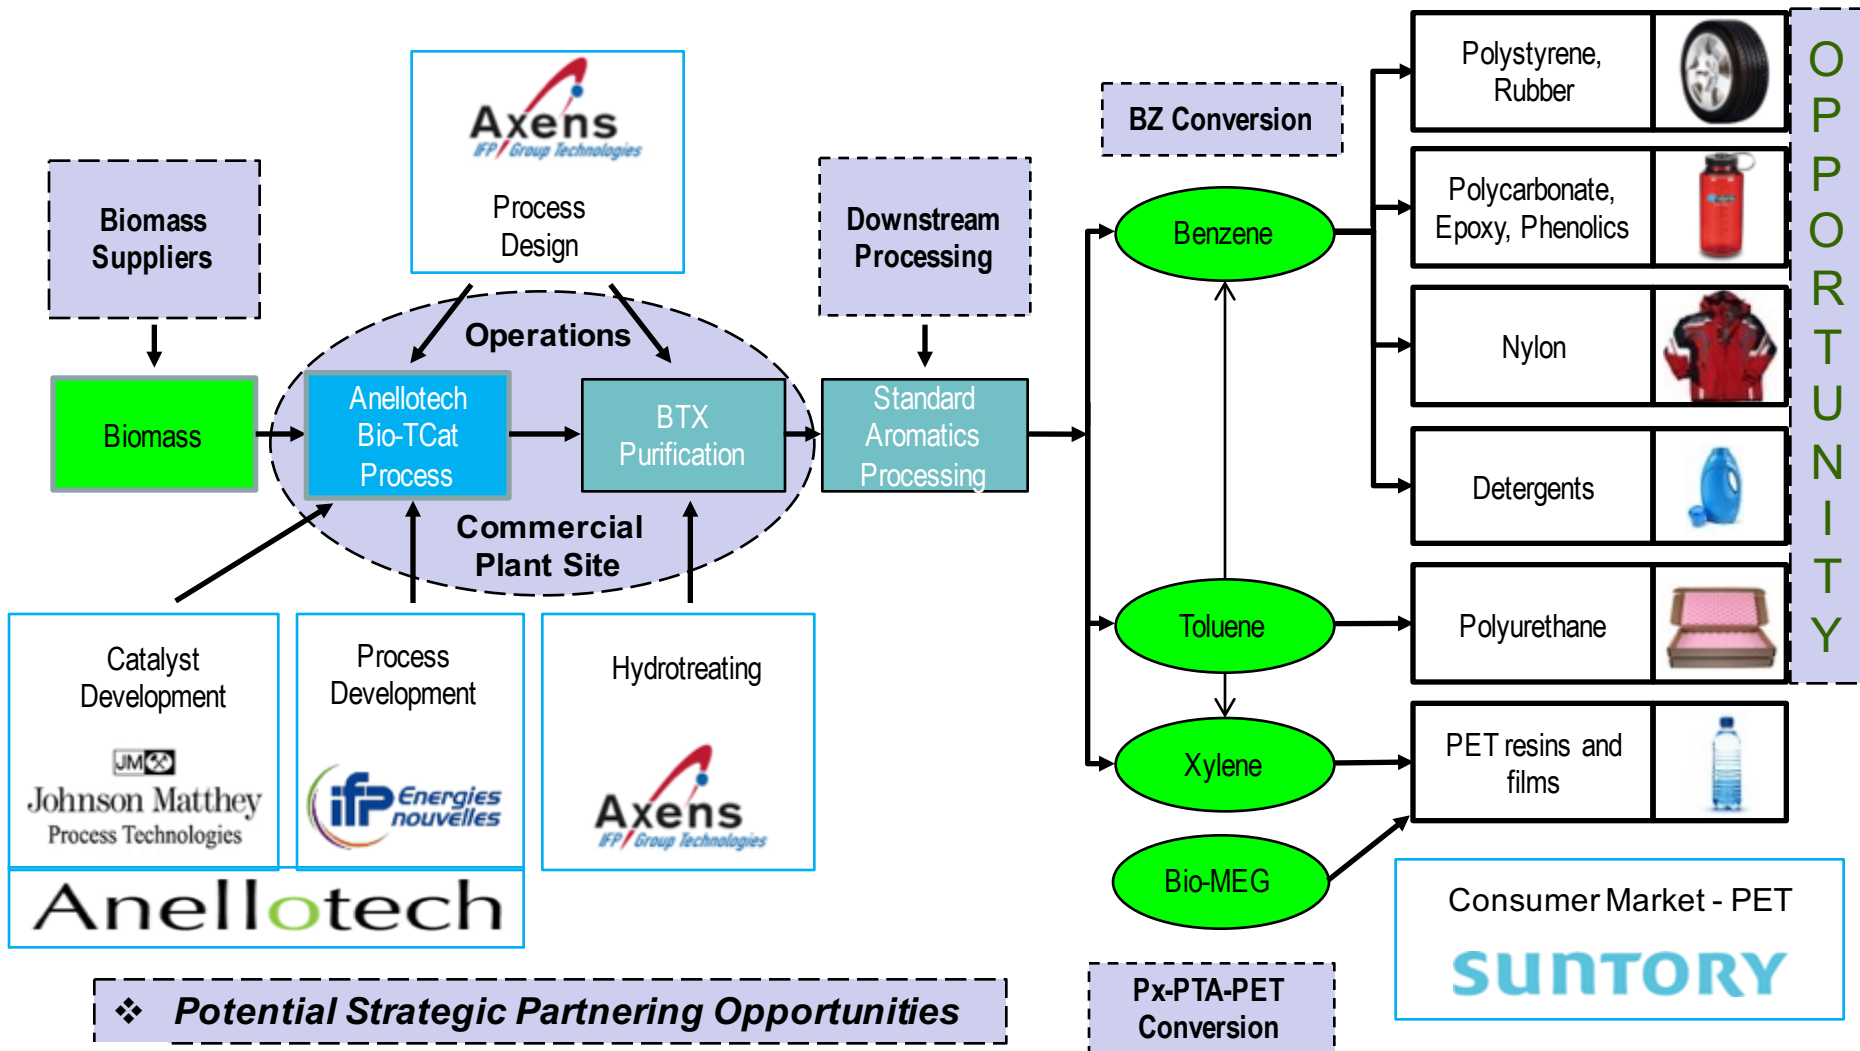 Axens
IFP Group Technologies
Process
Design
Biomass
Suppliers
Downstream
Processing
BZ Conversion
Operations
Biomass
Anellotech
Bio-TCat
Process
BTX
Purification
Standard
Aromatics
Processing
Commercial
Plant Site
Catalyst
Development
JM
Johnson Matthey
Process Technologies
Process
Development
ifp Energies
nouvelles
Hydrotreating
Axens
IFP Group Technologies
Anellotech
❖ Potential Strategic Partnering Opportunities
Benzene
Toluene
Xylene
Bio-MEG
Px-PTA-PET
Conversion
Polystyrene,
Rubber
Polycarbonate,
Epoxy, Phenolics
Nylon
Detergents
Polyurethane
PET resins and
films
OPPORTUNITY
Consumer Market - PET
SUNTORY